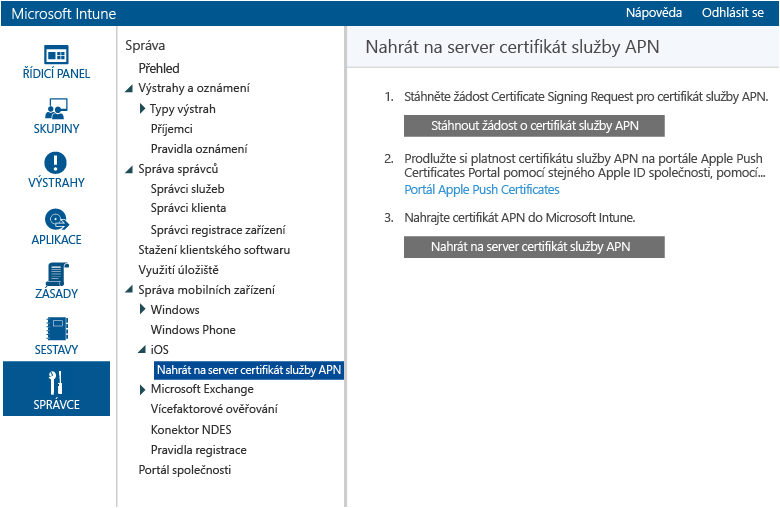 Microsoft Intune
Nápověda
Odhlásit se
ŘÍDICÍ PANEL
SKUPINY
VÝSTRAHY
APLIKACE
ZÁSADY
SESTAVY
SPRÁVCE
Správa
Přehled
Výstrahy a oznámení
Typy výstrah
Příjemci
Pravidla oznámení
Správa správců
Správci služeb
Správci klienta
Správci registrace zařízení
Stažení klientského softwaru
Využití úložiště
Správa mobilních zařízení
Windows
Windows Phone
iOS
Nahrát na server certifikát služby APN
Microsoft Exchange
Vícefaktorové ověřování
Konektor NDES
Pravidla registrace
Portál společnosti
Nahrát na server certifikát služby APN
1. Stáhněte žádost Certificate Signing Request pro certifikát služby APN.
Stáhnout žádost o certifikát služby APN
2. Prodlužte si platnost certifikátu služby APN na portále Apple Push
Certificates Portal pomocí stejného Apple ID společnosti, pomocí...
Portál Apple Push Certificates
3. Nahrajte certifikát APN do Microsoft Intune.
Nahrát na server certifikát služby APN